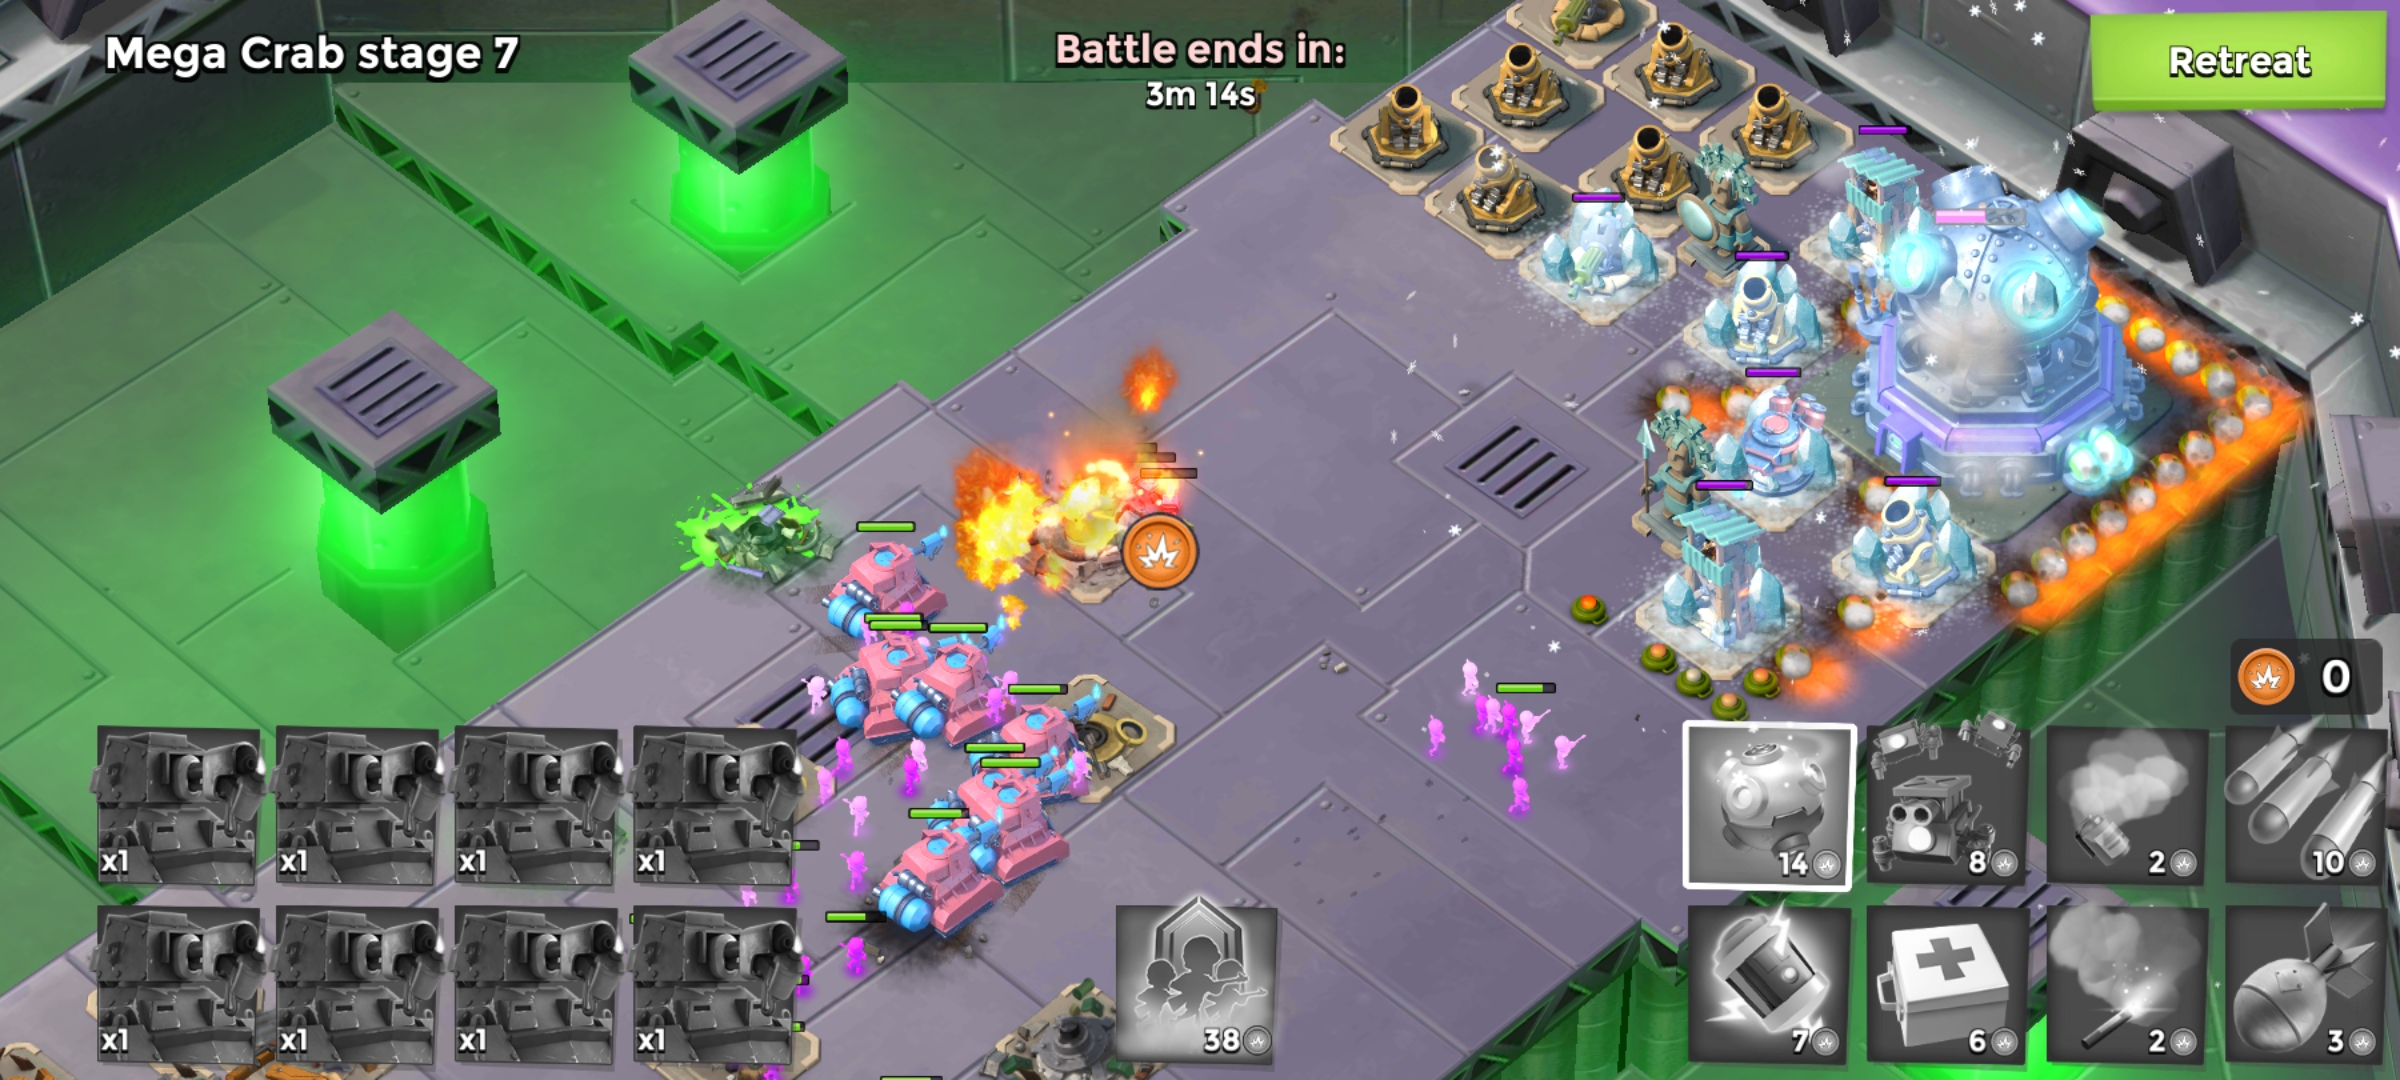 Mega Crab stage 7
Battle ends in:
3m 14s
Retreat
0
x1
x1
x1
x1
14
8
2
10
x1
x1
x1
x1
38
7
6
2
3